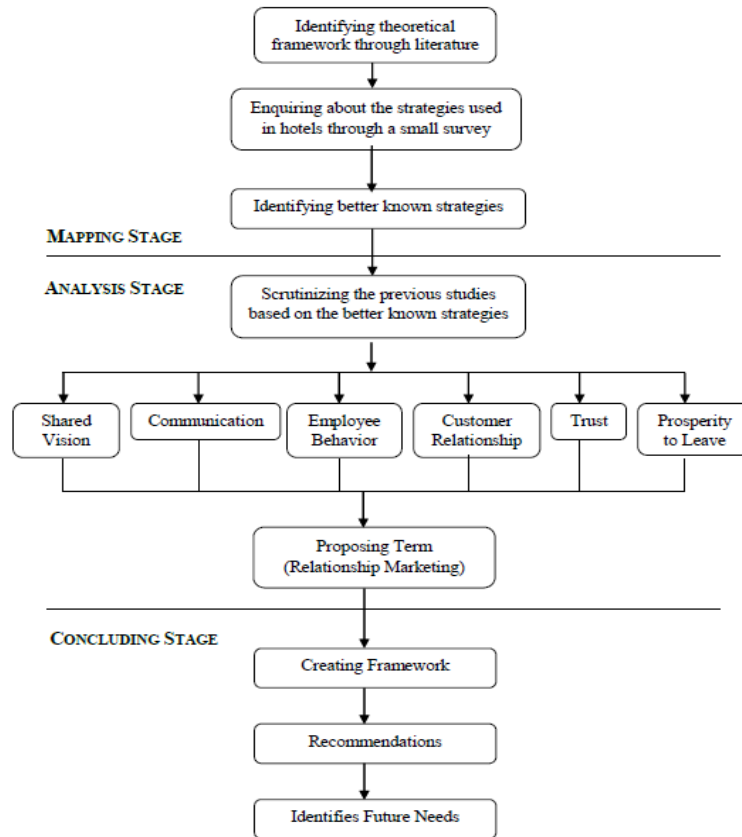 Identifying theoretical
framework through literature
Enquiring about the strategies used
in hotels through a small survey
Identifying better known strategies
MAPPING STAGE
ANALYSIS STAGE
Scrutinizing the previous studies
based on the better known strategies
Shared
Vision
Communication
Employee
Behavior
Customer
Relationship
Trust
Prosperity
to Leave
Proposing Term
(Relationship Marketing)
CONCLUDING STAGE
Creating Framework
Recommendations
Identifies Future Needs